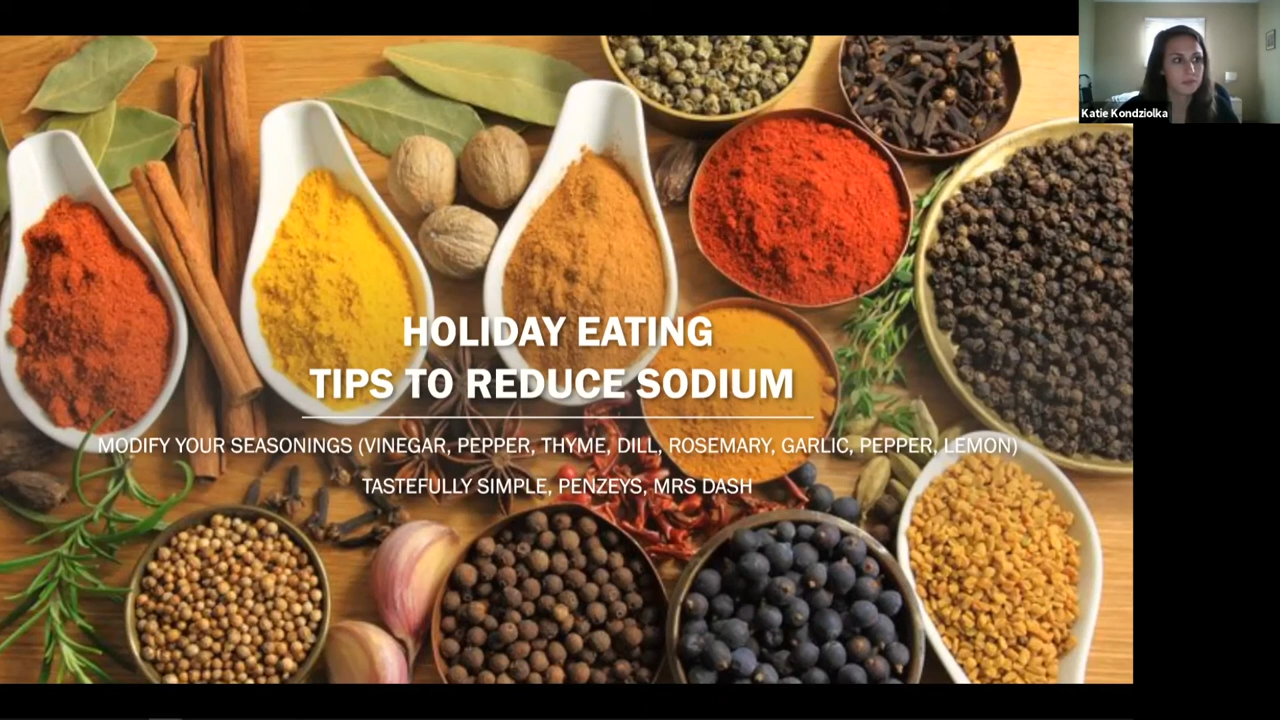 Katie Kondziolka
HOLIDAY EATING
TIPS TO REDUCE SODIUM
MODIFY YOUR SEASONINGS (VINEGAR, PEPPER, THYME, DILL, ROSEMARY, GARLIC, PEPPER, LEMON)
TASTEFULLY SIMPLE, PENZEYS, MRS DASH